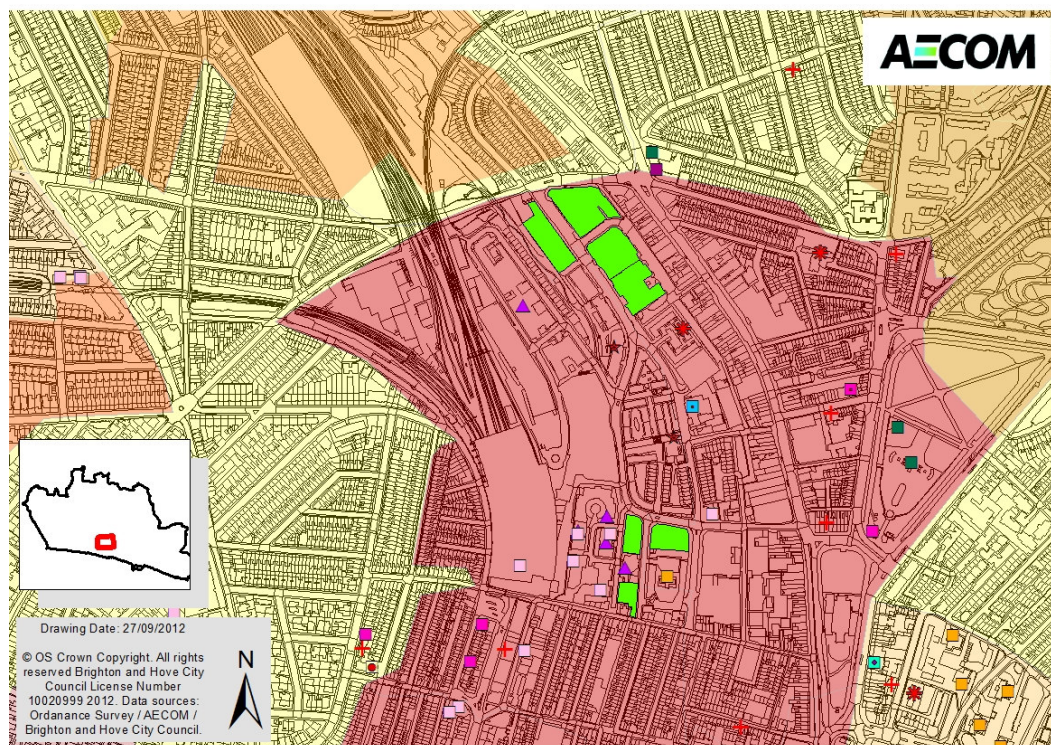 AECOM
Drawing Date: 27/09/2012
© OS Crown Copyright. All rights
reserved Brighton and Hove City
Council License Number
10020999 2012. Data sources:
Ordanance Survey / AECOM /
Brighton and Hove City Council.
N